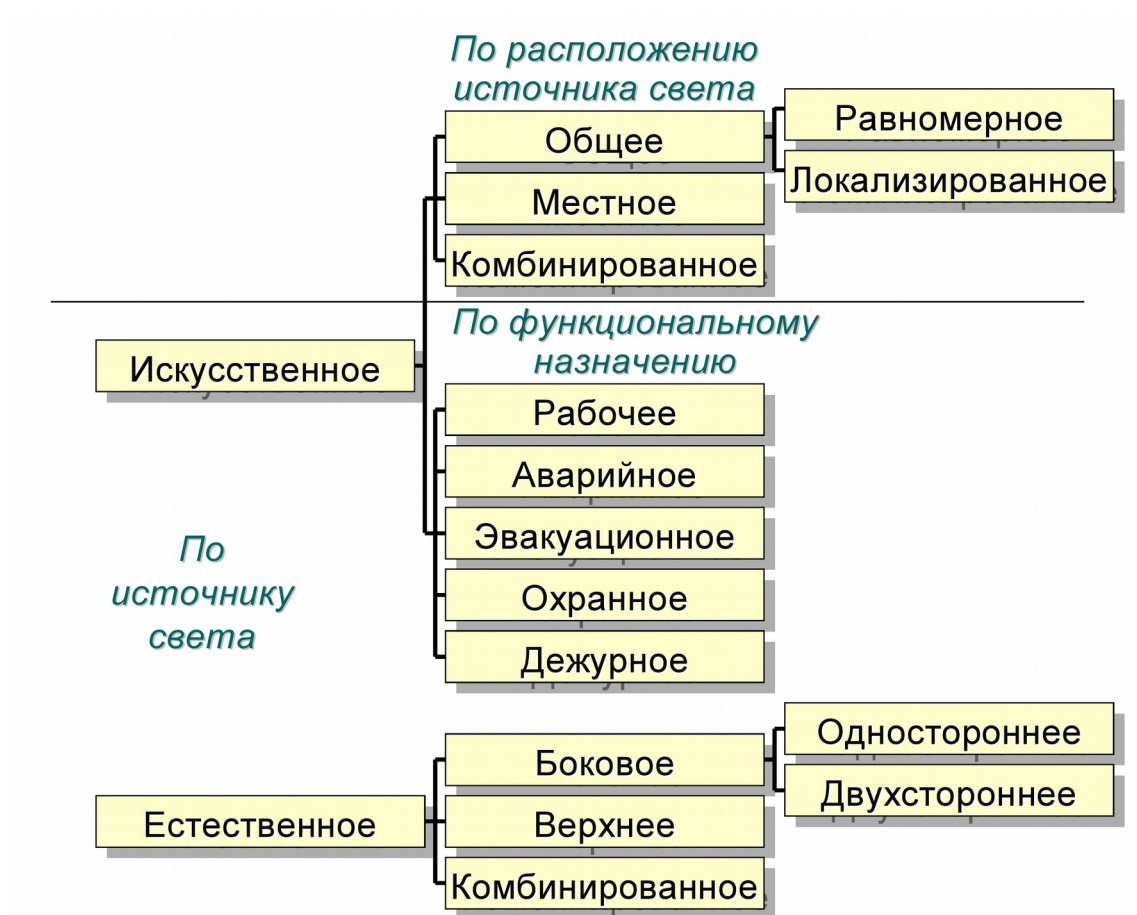 По расположению
источника света
Общее
Равномерное
Локализированное
Местное
Комбинированное
По функциональному
назначению
Искусственное
Рабочее
Аварийное
Эвакуационное
Охранное
Дежурное
По
источнику
света
Боковое
Одностороннее
Двухстороннее
Естественное
Верхнее
Комбинированное